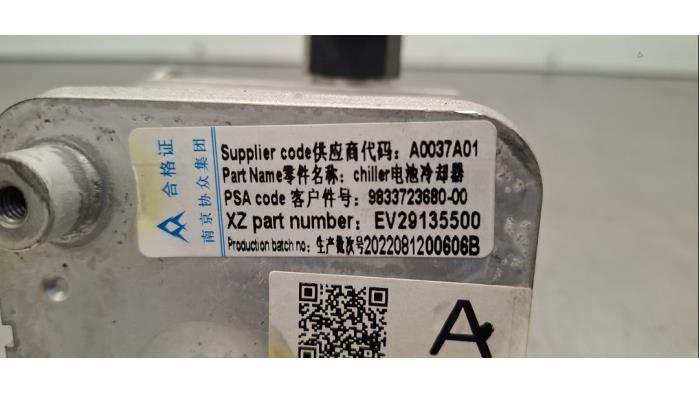 合格证
南京协众集团
Supplier code供应商代码：A0037A01
Part Name零件名称：chiller电池冷却器
PSA code 客户件号：9833723680-00
XZ part number：EV29135500
Production batch no：生产批次号2022081200606B
A